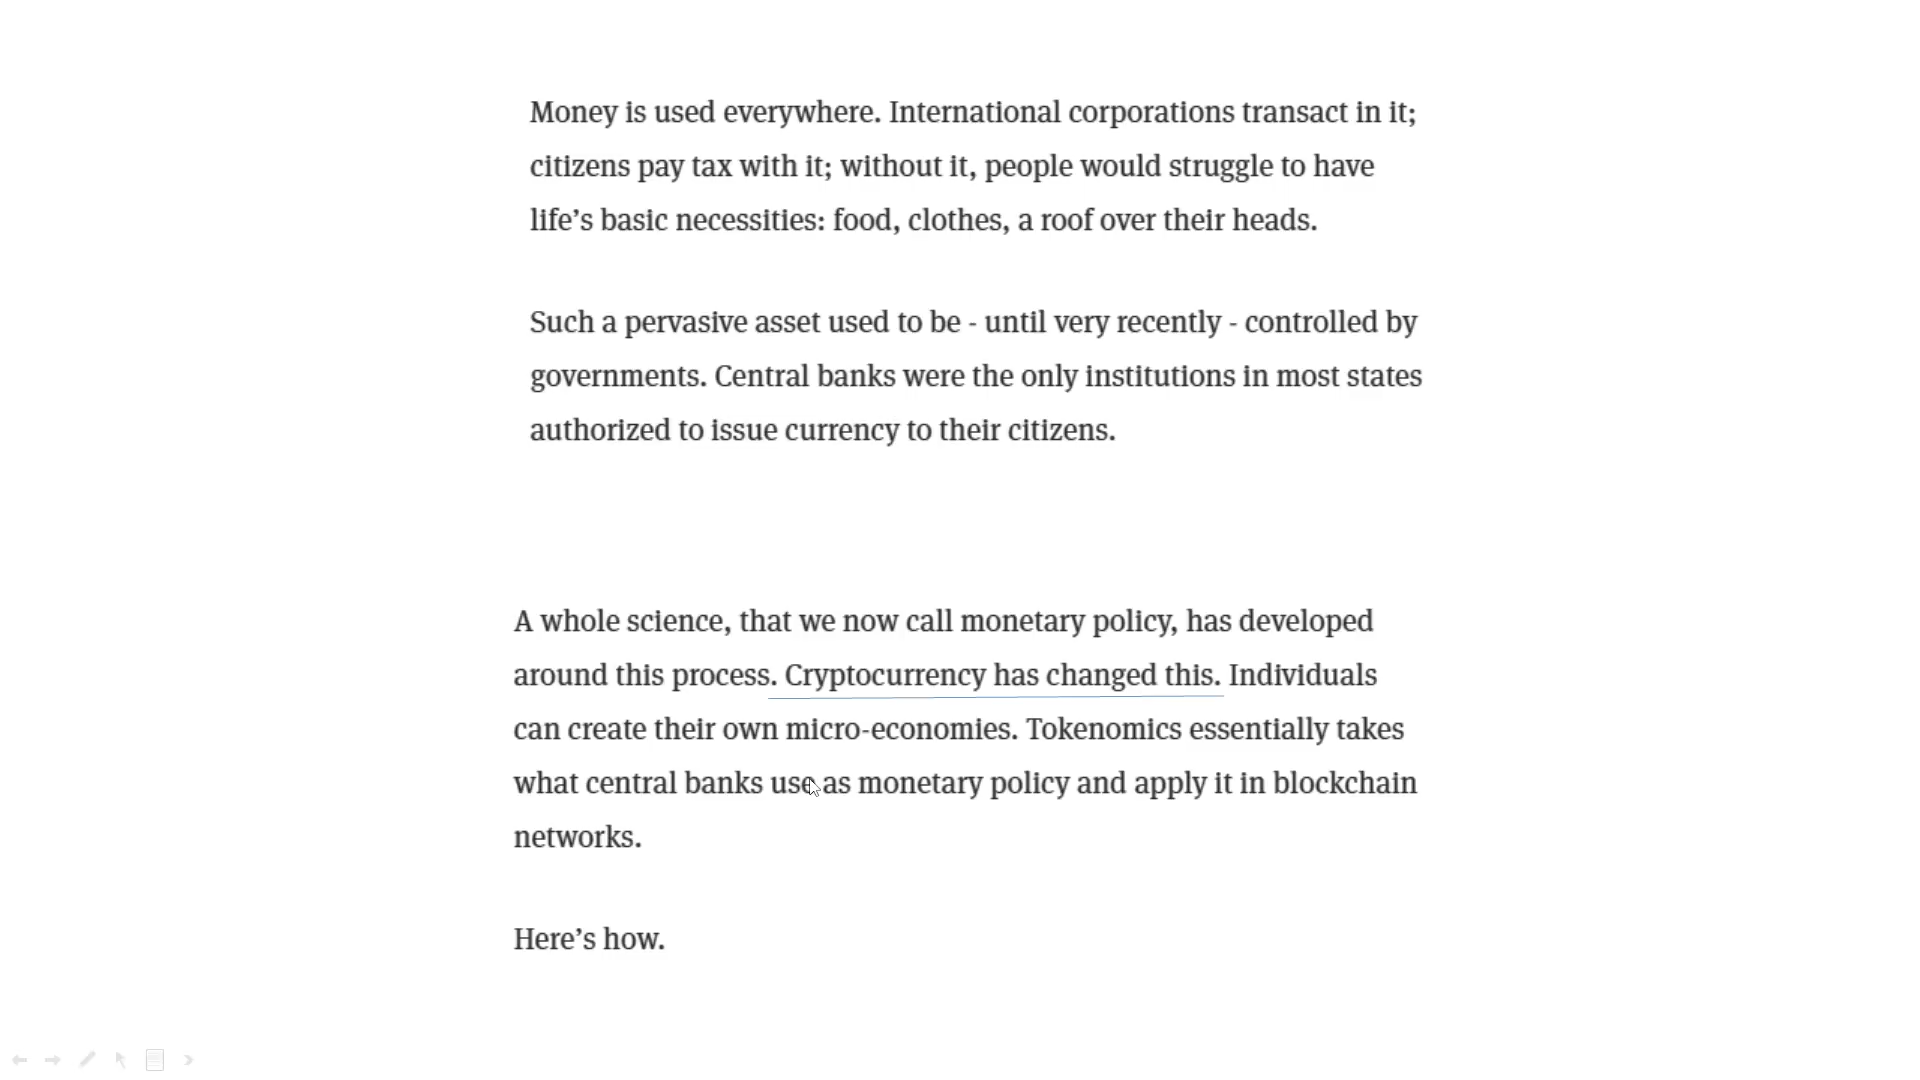 Money is used everywhere. International corporations transact in it;
citizens pay tax with it; without it, people would struggle to have
life’s basic necessities: food, clothes, a roof over their heads.
Such a pervasive asset used to be - until very recently - controlled by
governments. Central banks were the only institutions in most states
authorized to issue currency to their citizens.
A whole science, that we now call monetary policy, has developed
around this process. Cryptocurrency has changed this. Individuals
can create their own micro-economies. Tokenomics essentially takes
what central banks use as monetary policy and apply it in blockchain
networks.
Here’s how.